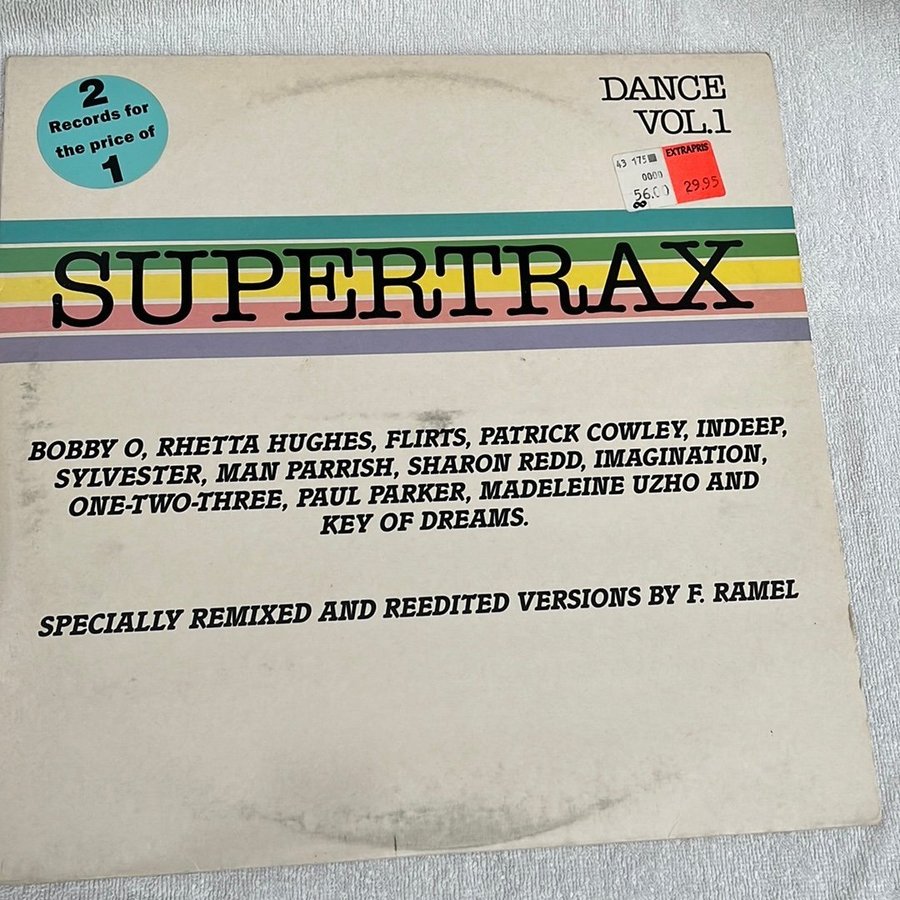 2
Records for
the price of
1
DANCE
VOL.1
43 175
0000
56.00
EXTRAPRIS
29.95
SUPERTRAX
BOBBY O, RHETTA HUGHES, FLIRTS, PATRICK COWLEY, INDEEP,
SYLVESTER, MAN PARRISH, SHARON REDD, IMAGINATION,
ONE-TWO-THREE, PAUL PARKER, MADELEINE UZHO AND
KEY OF DREAMS.
SPECIALLY REMIXED AND REEDITED VERSIONS BY F. RAMEL